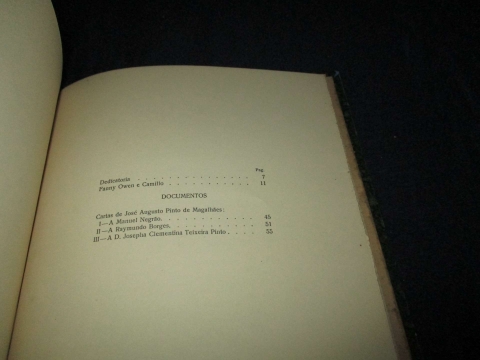 Pag.
Dedicatoria . . . . . . . . . . . . . . . 7
Fanny Owen e Camillo . . . . . . . . . . . 11
DOCUMENTOS
Cartas de José Augusto Pinto de Magalhães:
I—A Manuel Negrão. . . . . . . . . . . . 45
II—A Raymundo Borges. . . . . . . . . . . 51
III—A D. Josepha Clementina Teixeira Pinto . . . . 55